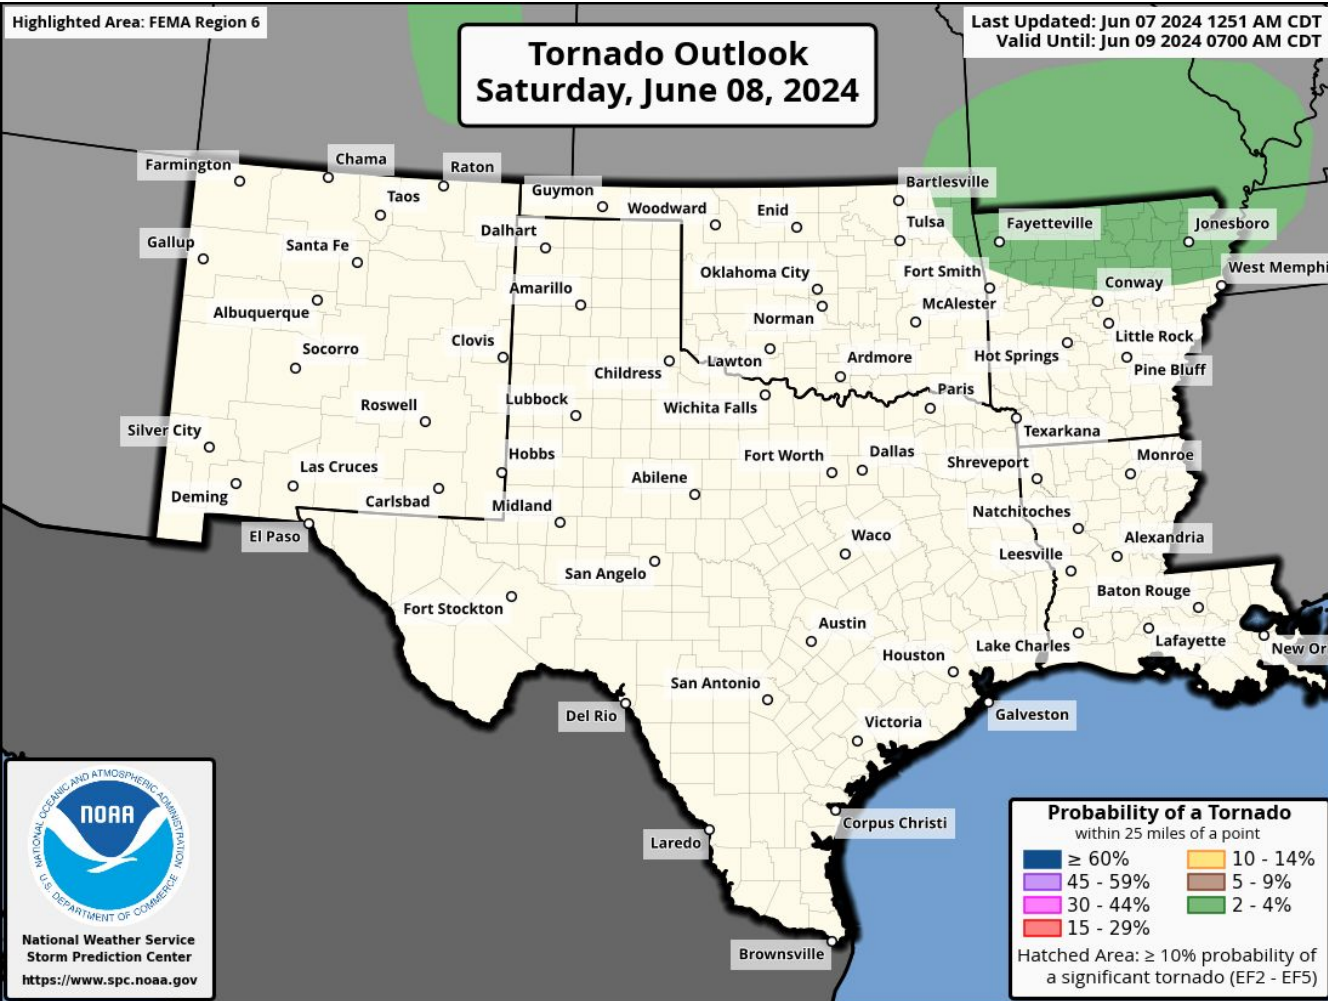 Highlighted Area: FEMA Region 6
Tornado Outlook
Saturday, June 08, 2024
Last Updated: Jun 07 2024 1251 AM CDT
Valid Until: Jun 09 2024 0700 AM CDT
Farmington
Chama
Raton
Taos
Guymon
Woodward
Enid
Bartlesville
Gallup
Santa Fe
Dalhart
Tulsa
Fayetteville
Jonesboro
Albuquerque
Amarillo
Oklahoma City
Fort Smith
Conway
West Memphi
Norman
McAlester
Socorro
Clovis
Childress
Lawton
Ardmore
Hot Springs
Little Rock
Pine Bluff
Roswell
Lubbock
Wichita Falls
Paris
Texarkana
Silver City
Las Cruces
Hobbs
Abilene
Fort Worth
Dallas
Shreveport
Monroe
Deming
Carlsbad
Midland
Natchitoches
El Paso
San Angelo
Waco
Leesville
Alexandria
Fort Stockton
Baton Rouge
Austin
Houston
Lake Charles
Lafayette
New Or
San Antonio
Del Rio
Victoria
Galveston
Laredo
Corpus Christi
Brownsville
NATIONAL OCEANIC AND ATMOSPHERIC ADMINISTRATION
NOAA
U.S. DEPARTMENT OF COMMERCE
National Weather Service
Storm Prediction Center
https://www.spc.noaa.gov
Probability of a Tornado
within 25 miles of a point
≥ 60% 10 - 14%
45 - 59% 5 - 9%
30 - 44% 2 - 4%
15 - 29%
Hatched Area: ≥ 10% probability of
a significant tornado (EF2 - EF5)